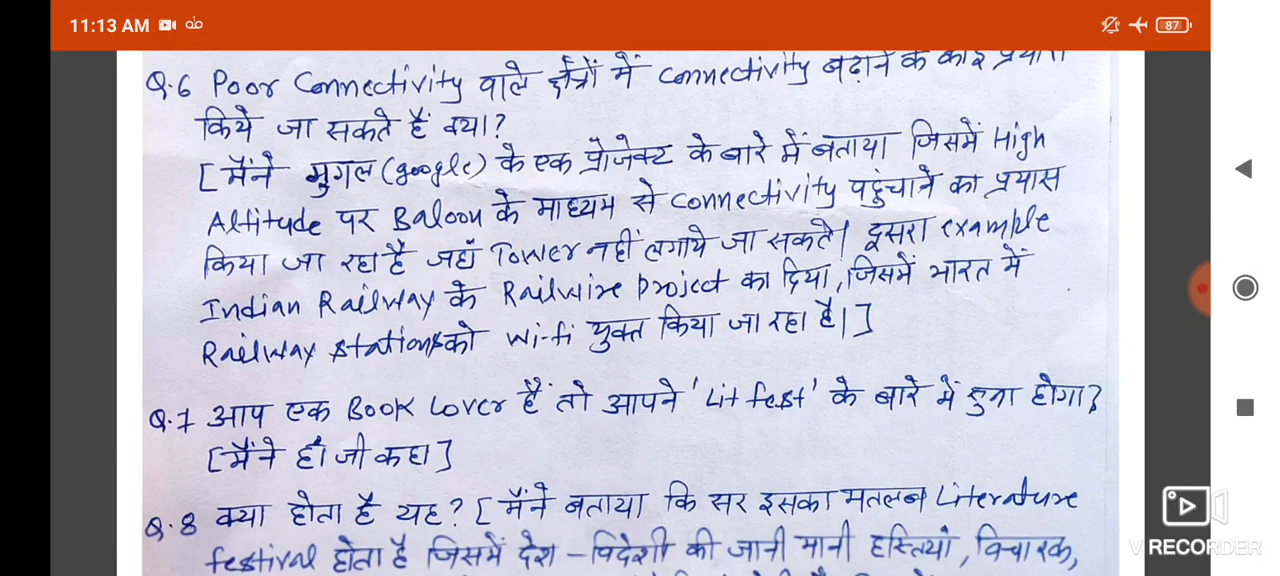 11:13 AM
87
Q.6 Poor Connectivity वाले क्षेत्रों में connectivity बढ़ाने के कोई प्रयास
किये जा सकते हैं क्या?
[मैंने गुगल (google) के एक प्रोजेक्ट के बारे में बताया जिसमें High
Altitude पर Baloon के माध्यम से connectivity पहुंचाने का प्रयास
किया जा रहा है जहाँ Tower नहीं लगाये जा सकते। दूसरा example
Indian Railway के Railwire Project का दिया, जिसमें भारत में
Railway stations को Wi-fi युक्त किया जा रहा है।]
Q.7 आप एक Book Lover हैं तो आपने 'Lit fest' के बारे में सुना होगा?
[मैंने हाँ जी कहा]
Q.8 क्या होता है यह? [मैंने बताया कि सर इसका मतलब Literature
festival होता है जिसमें देश - विदेश की जानी मानी हस्तियां, विचारक,
V RECORDER